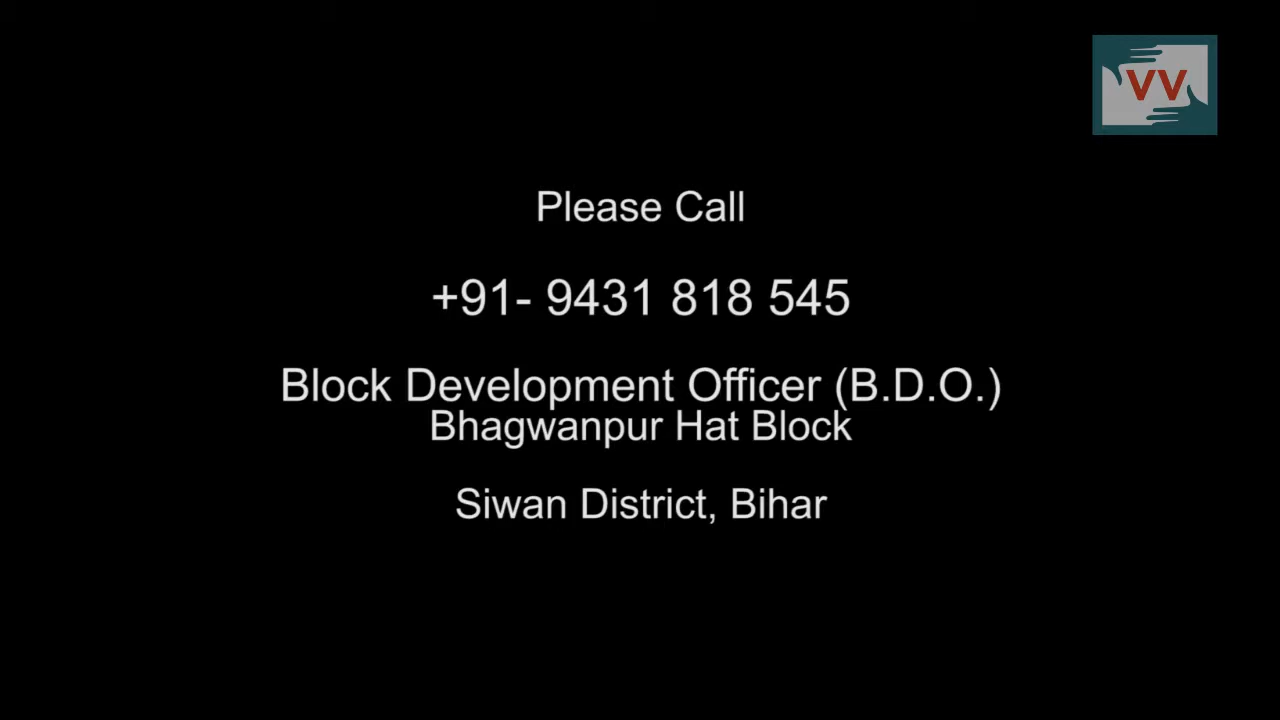 VV
Please Call
+91- 9431 818 545
Block Development Officer (B.D.O.)
Bhagwanpur Hat Block
Siwan District, Bihar